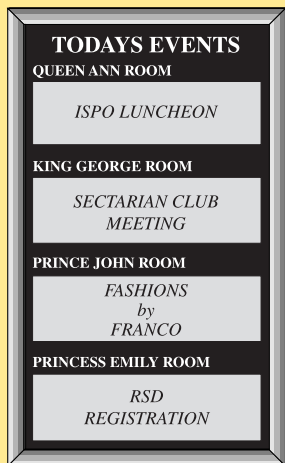 TODAYS EVENTS
QUEEN ANN ROOM
ISPO LUNCHEON
KING GEORGE ROOM
SECTARIAN CLUB
MEETING
PRINCE JOHN ROOM
FASHIONS
by
FRANCO
PRINCESS EMILY ROOM
RSD
REGISTRATION